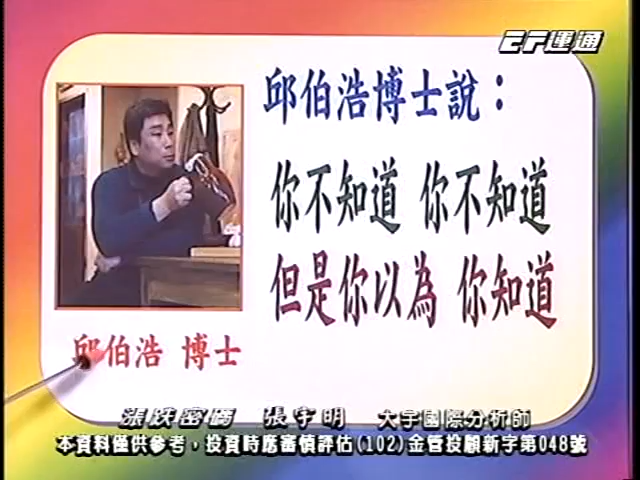 ET運通
邱伯浩博士說：
你不知道 你不知道
但是你以為 你知道
邱伯浩 博士
漲跌密碼 張宇明 大宇國際分析師
本資料僅供參考，投資時應審慎評估(102)金管投顧新字第048號